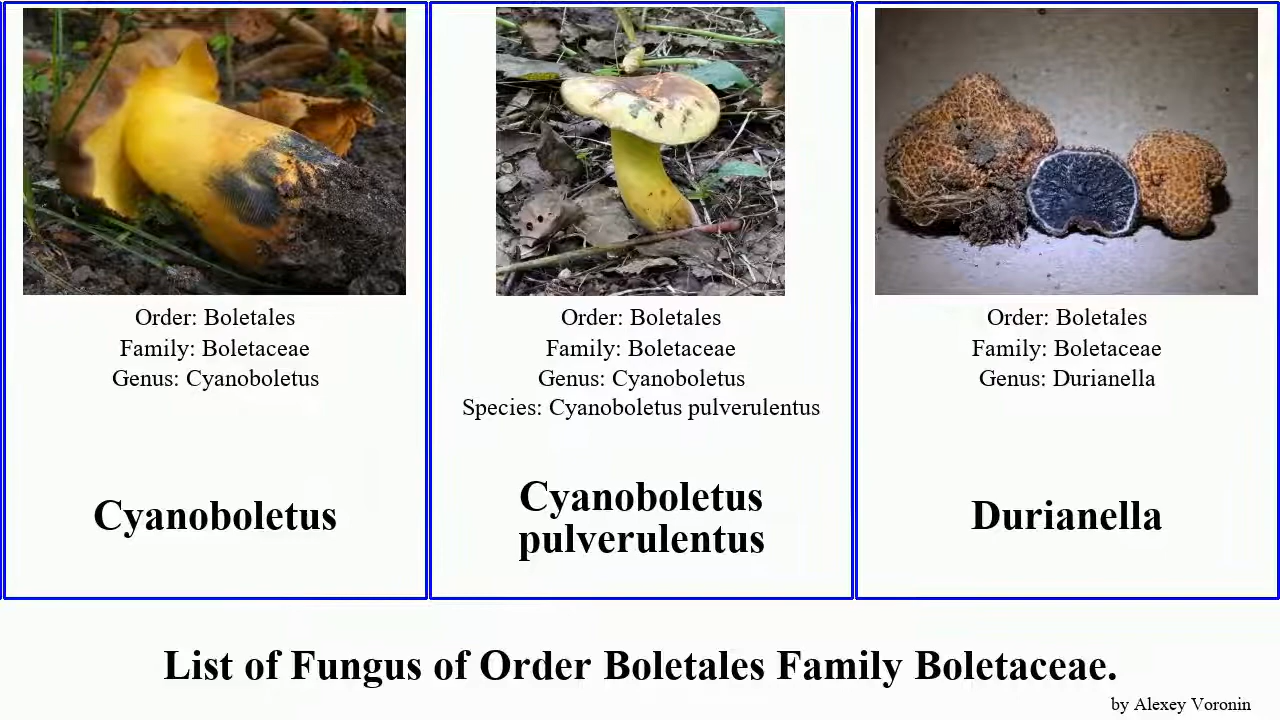 Order: Boletales
Family: Boletaceae
Genus: Cyanoboletus
Cyanoboletus
Order: Boletales
Family: Boletaceae
Genus: Cyanoboletus
Species: Cyanoboletus pulverulentus
Cyanoboletus
pulverulentus
Order: Boletales
Family: Boletaceae
Genus: Durianella
Durianella
List of Fungus of Order Boletales Family Boletaceae.
by Alexey Voronin